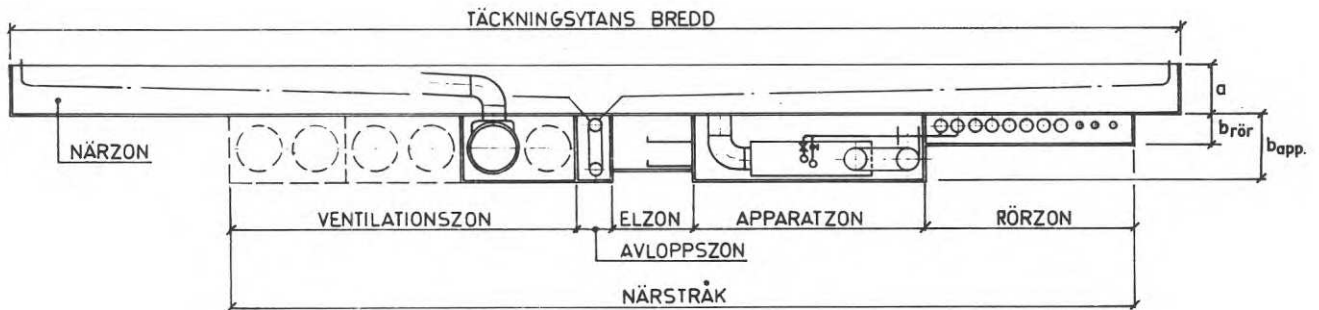 TÄCKNINGSYTANS BREDD
a
b rör
b app.
NÄRZON
VENTILATIONSZON
ELZON
APPARATZON
RÖRZON
AVLOPPSZON
NÄRSTRÅK